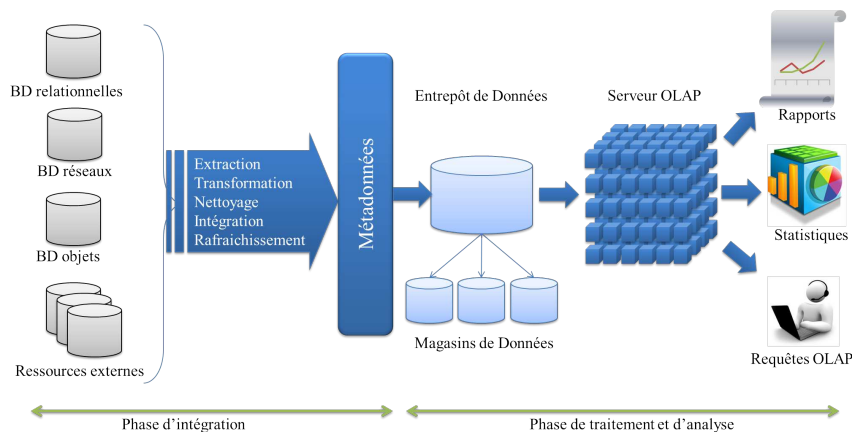 BD relationnelles
BD réseaux
BD objets
Ressources externes
Extraction
Transformation
Nettoyage
Intégration
Rafraichissement
Métadonnées
Entrepôt de Données
Magasins de Données
Serveur OLAP
Rapports
Statistiques
Requêtes OLAP
Phase d’intégration
Phase de traitement et d’analyse